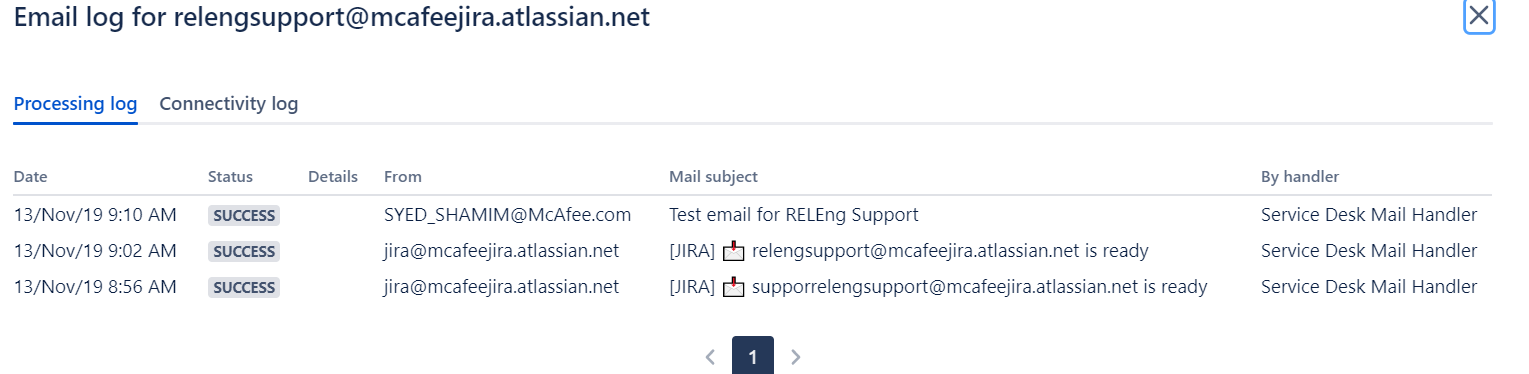 Email log for relengsupport@mcafeejira.atlassian.net
Processing log Connectivity log
Date Status Details From Mail subject By handler
13/Nov/19 9:10 AM SUCCESS SYED_SHAMIM@McAfee.com Test email for RELEng Support Service Desk Mail Handler
13/Nov/19 9:02 AM SUCCESS jira@mcafeejira.atlassian.net [JIRA] 📩 relengsupport@mcafeejira.atlassian.net is ready Service Desk Mail Handler
13/Nov/19 8:56 AM SUCCESS jira@mcafeejira.atlassian.net [JIRA] 📩 supporrelengsupport@mcafeejira.atlassian.net is ready Service Desk Mail Handler
1